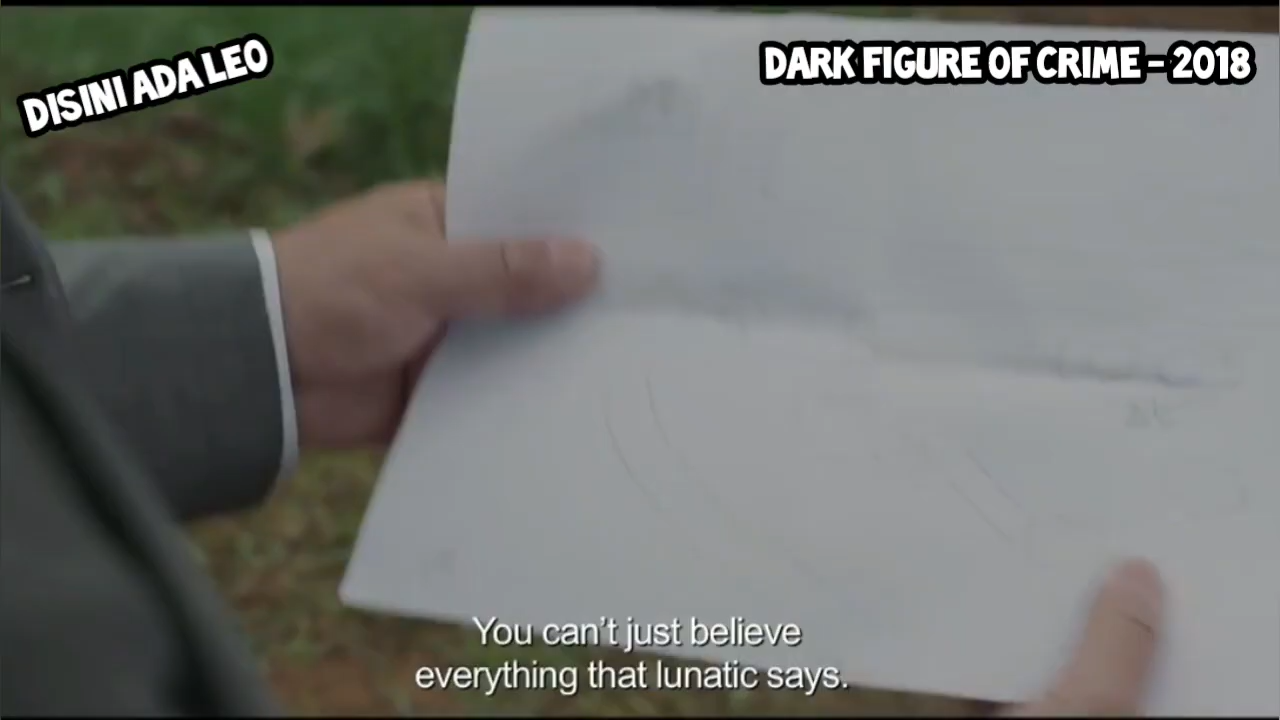 DISINI ADA LEO
DARK FIGURE OF CRIME - 2018
You can't just believe
everything that lunatic says.